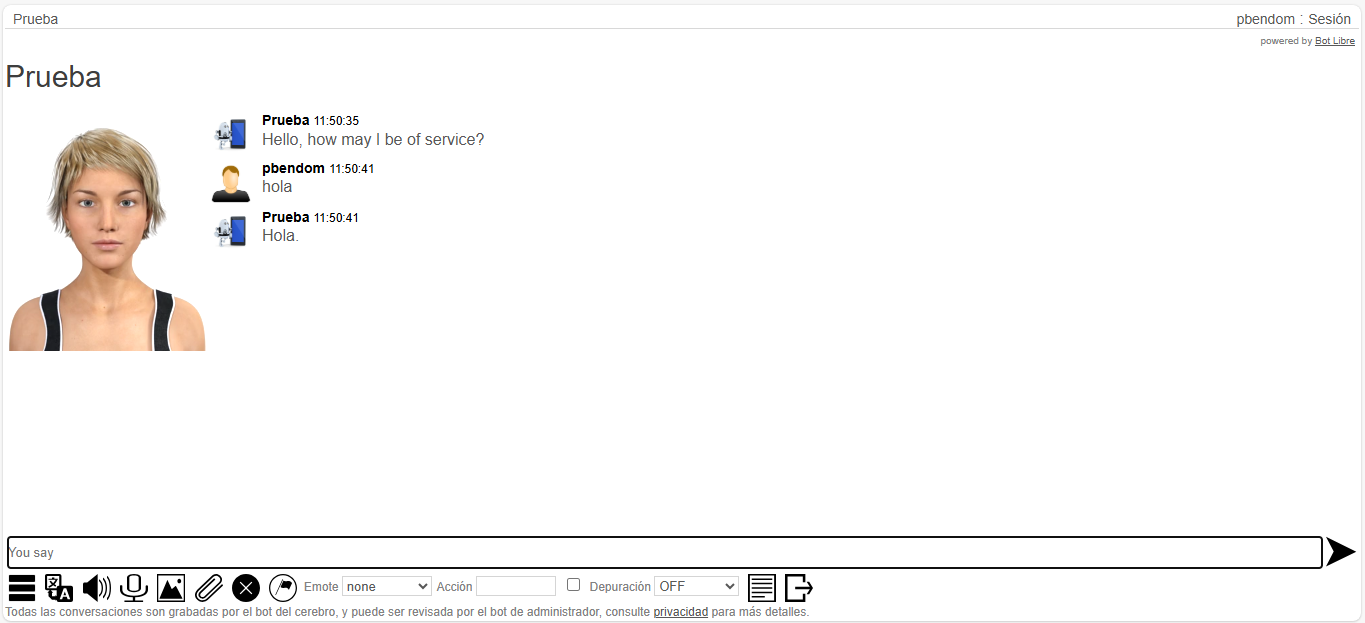 Prueba pbendom : Sesión
powered by Bot Libre
Prueba
Prueba 11:50:35
Hello, how may I be of service?
pbendom 11:50:41
hola
Prueba 11:50:41
Hola.
You say
Emote none Acción Depuración OFF
Todas las conversaciones son grabadas por el bot del cerebro, y puede ser revisada por el bot de administrador, consulte privacidad para más detalles.